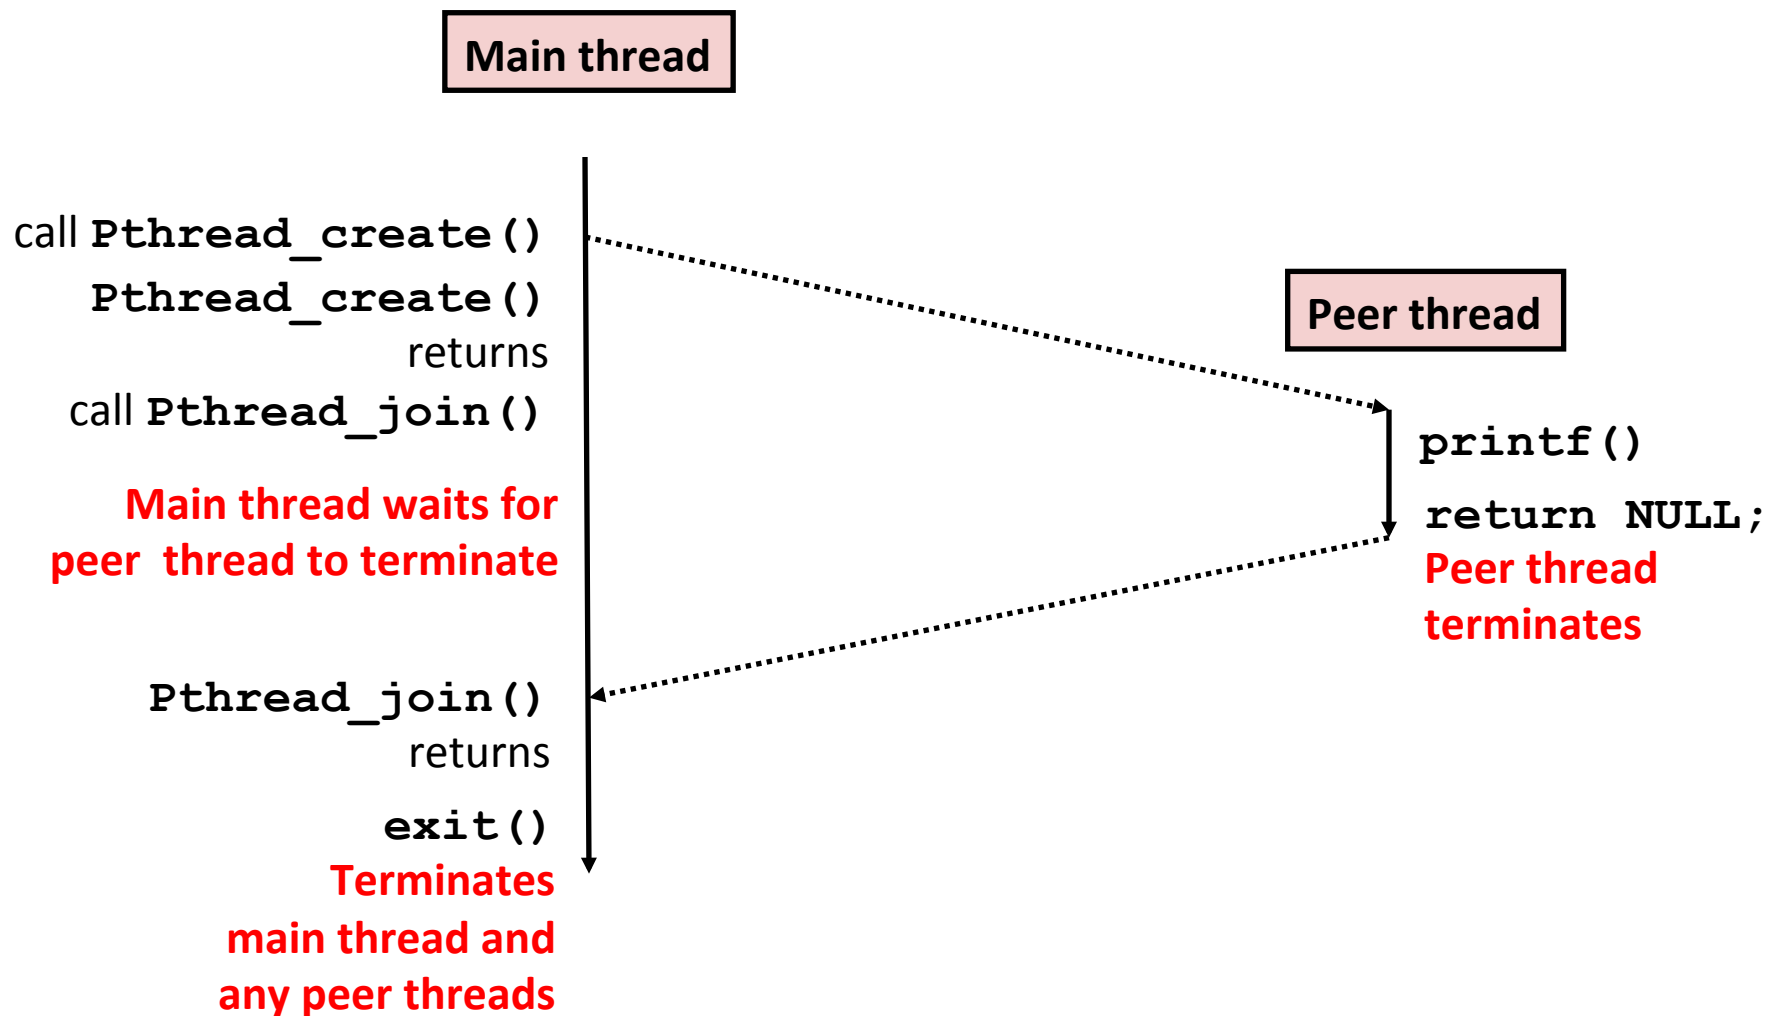 Main thread
call Pthread_create()
Pthread_create()
returns
call Pthread_join()
Main thread waits for
peer  thread to terminate
Pthread_join()
returns
exit()
Terminates
main thread and
any peer threads
Peer thread
printf()
return NULL;
Peer thread
terminates